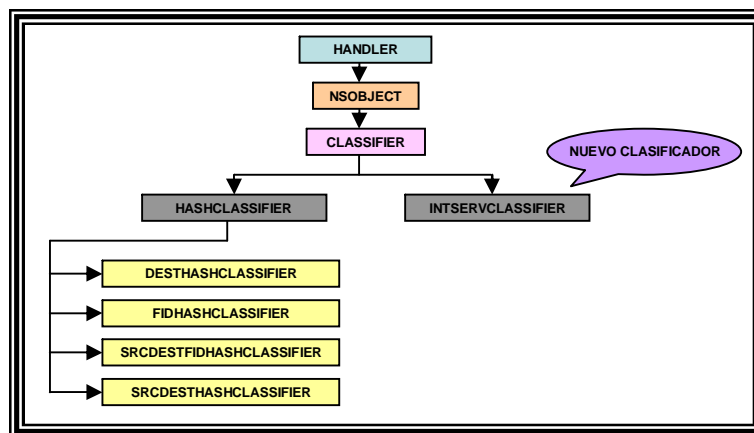 HANDLER
NSOBJECT
CLASSIFIER
NUEVO CLASIFICADOR
HASHCLASSIFIER
INTSERVCLASSIFIER
DESTHASHCLASSIFIER
FIDHASHCLASSIFIER
SRCDESTFIDHASHCLASSIFIER
SRCDESTHASHCLASSIFIER